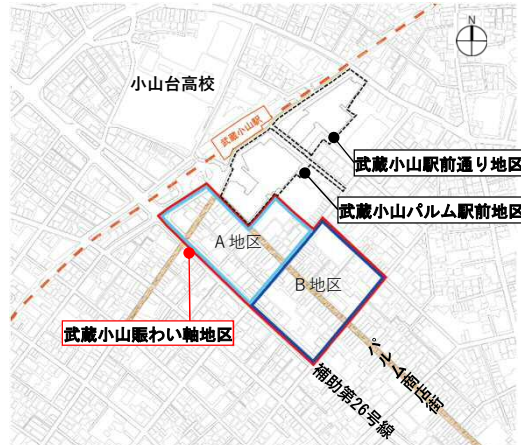 N
小山台高校
武蔵小山駅
武蔵小山駅前通り地区
武蔵小山パルム駅前地区
A地区
B地区
武蔵小山賑わい軸地区
パルム商店街
補助第26号線